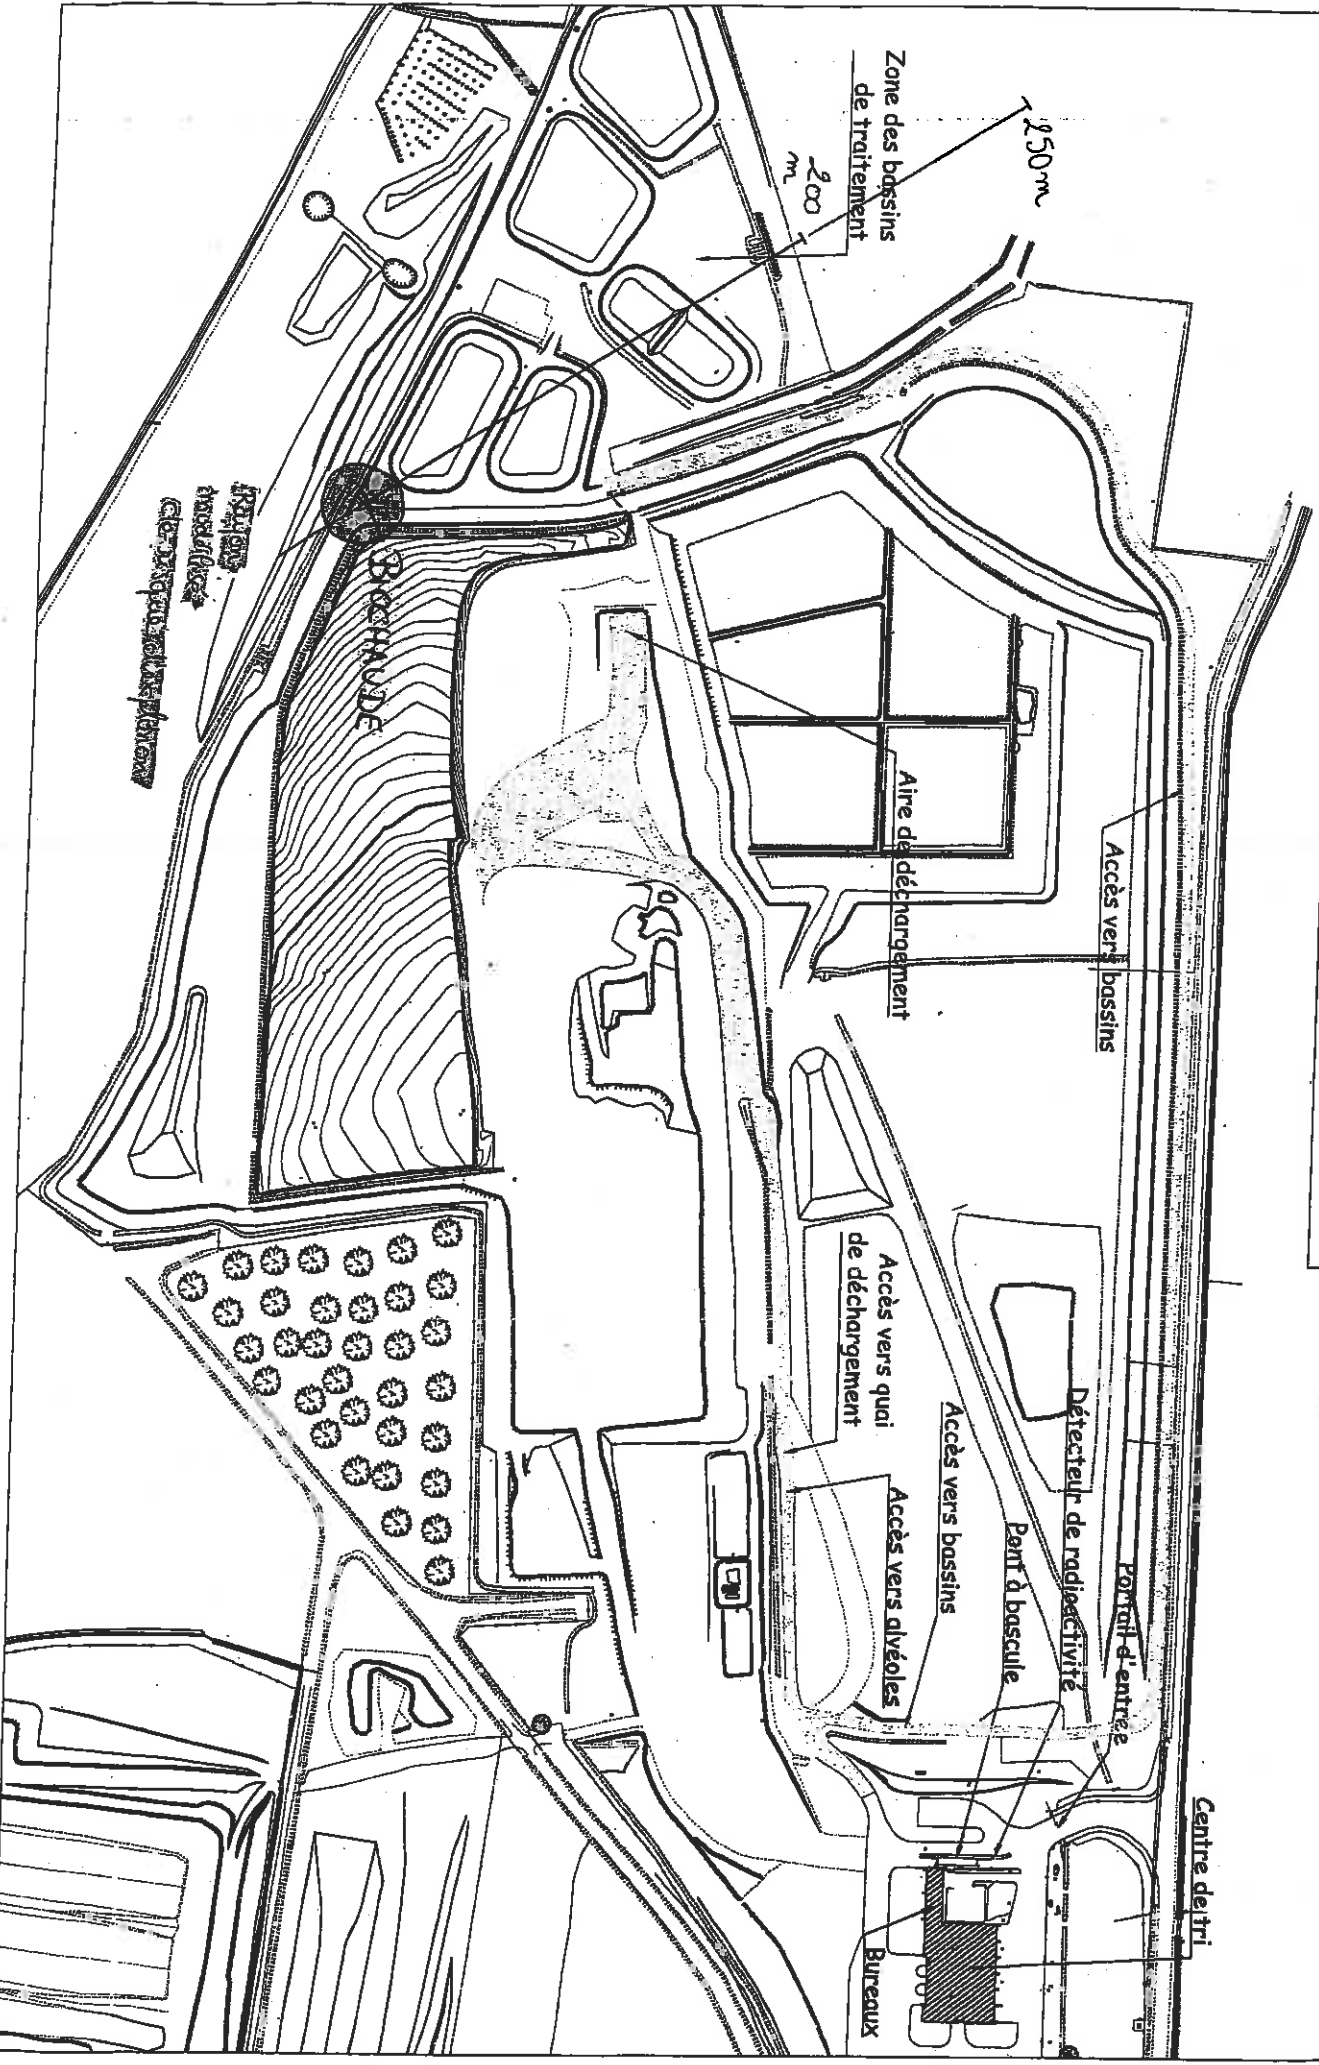 250m
Zone des bassins
de traitement
200
m
BCHAUDE
Aire de déchargement
Accès vers bassins
Accès vers quai
de déchargement
Accès vers alvéoles
Accès vers bassins
Pont à bascule
Détecteur de radioactivité
Portail d'entrée
Centre de tri
Bureaux